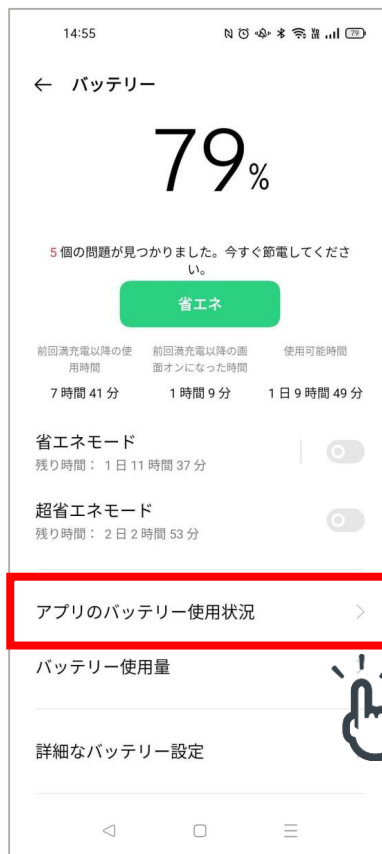 14:55
79
バッテリー
79%
5 個の問題が見つかりました。今すぐ節電してくださ
い。
省エネ
前回満充電以降の使
用時間
7 時間 41 分
前回満充電以降の画
面オンになった時間
1 時間 9 分
使用可能時間
1 日 9 時間 49 分
省エネモード
残り時間： 1 日 11 時間 37 分
超省エネモード
残り時間： 2 日 2 時間 53 分
アプリのバッテリー使用状況
バッテリー使用量
詳細なバッテリー設定